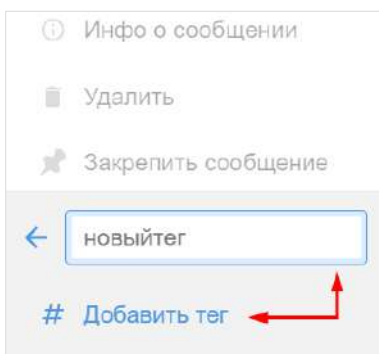 Инфо о сообщении
Удалить
Закрепить сообщение
новыйтег
# Добавить тег